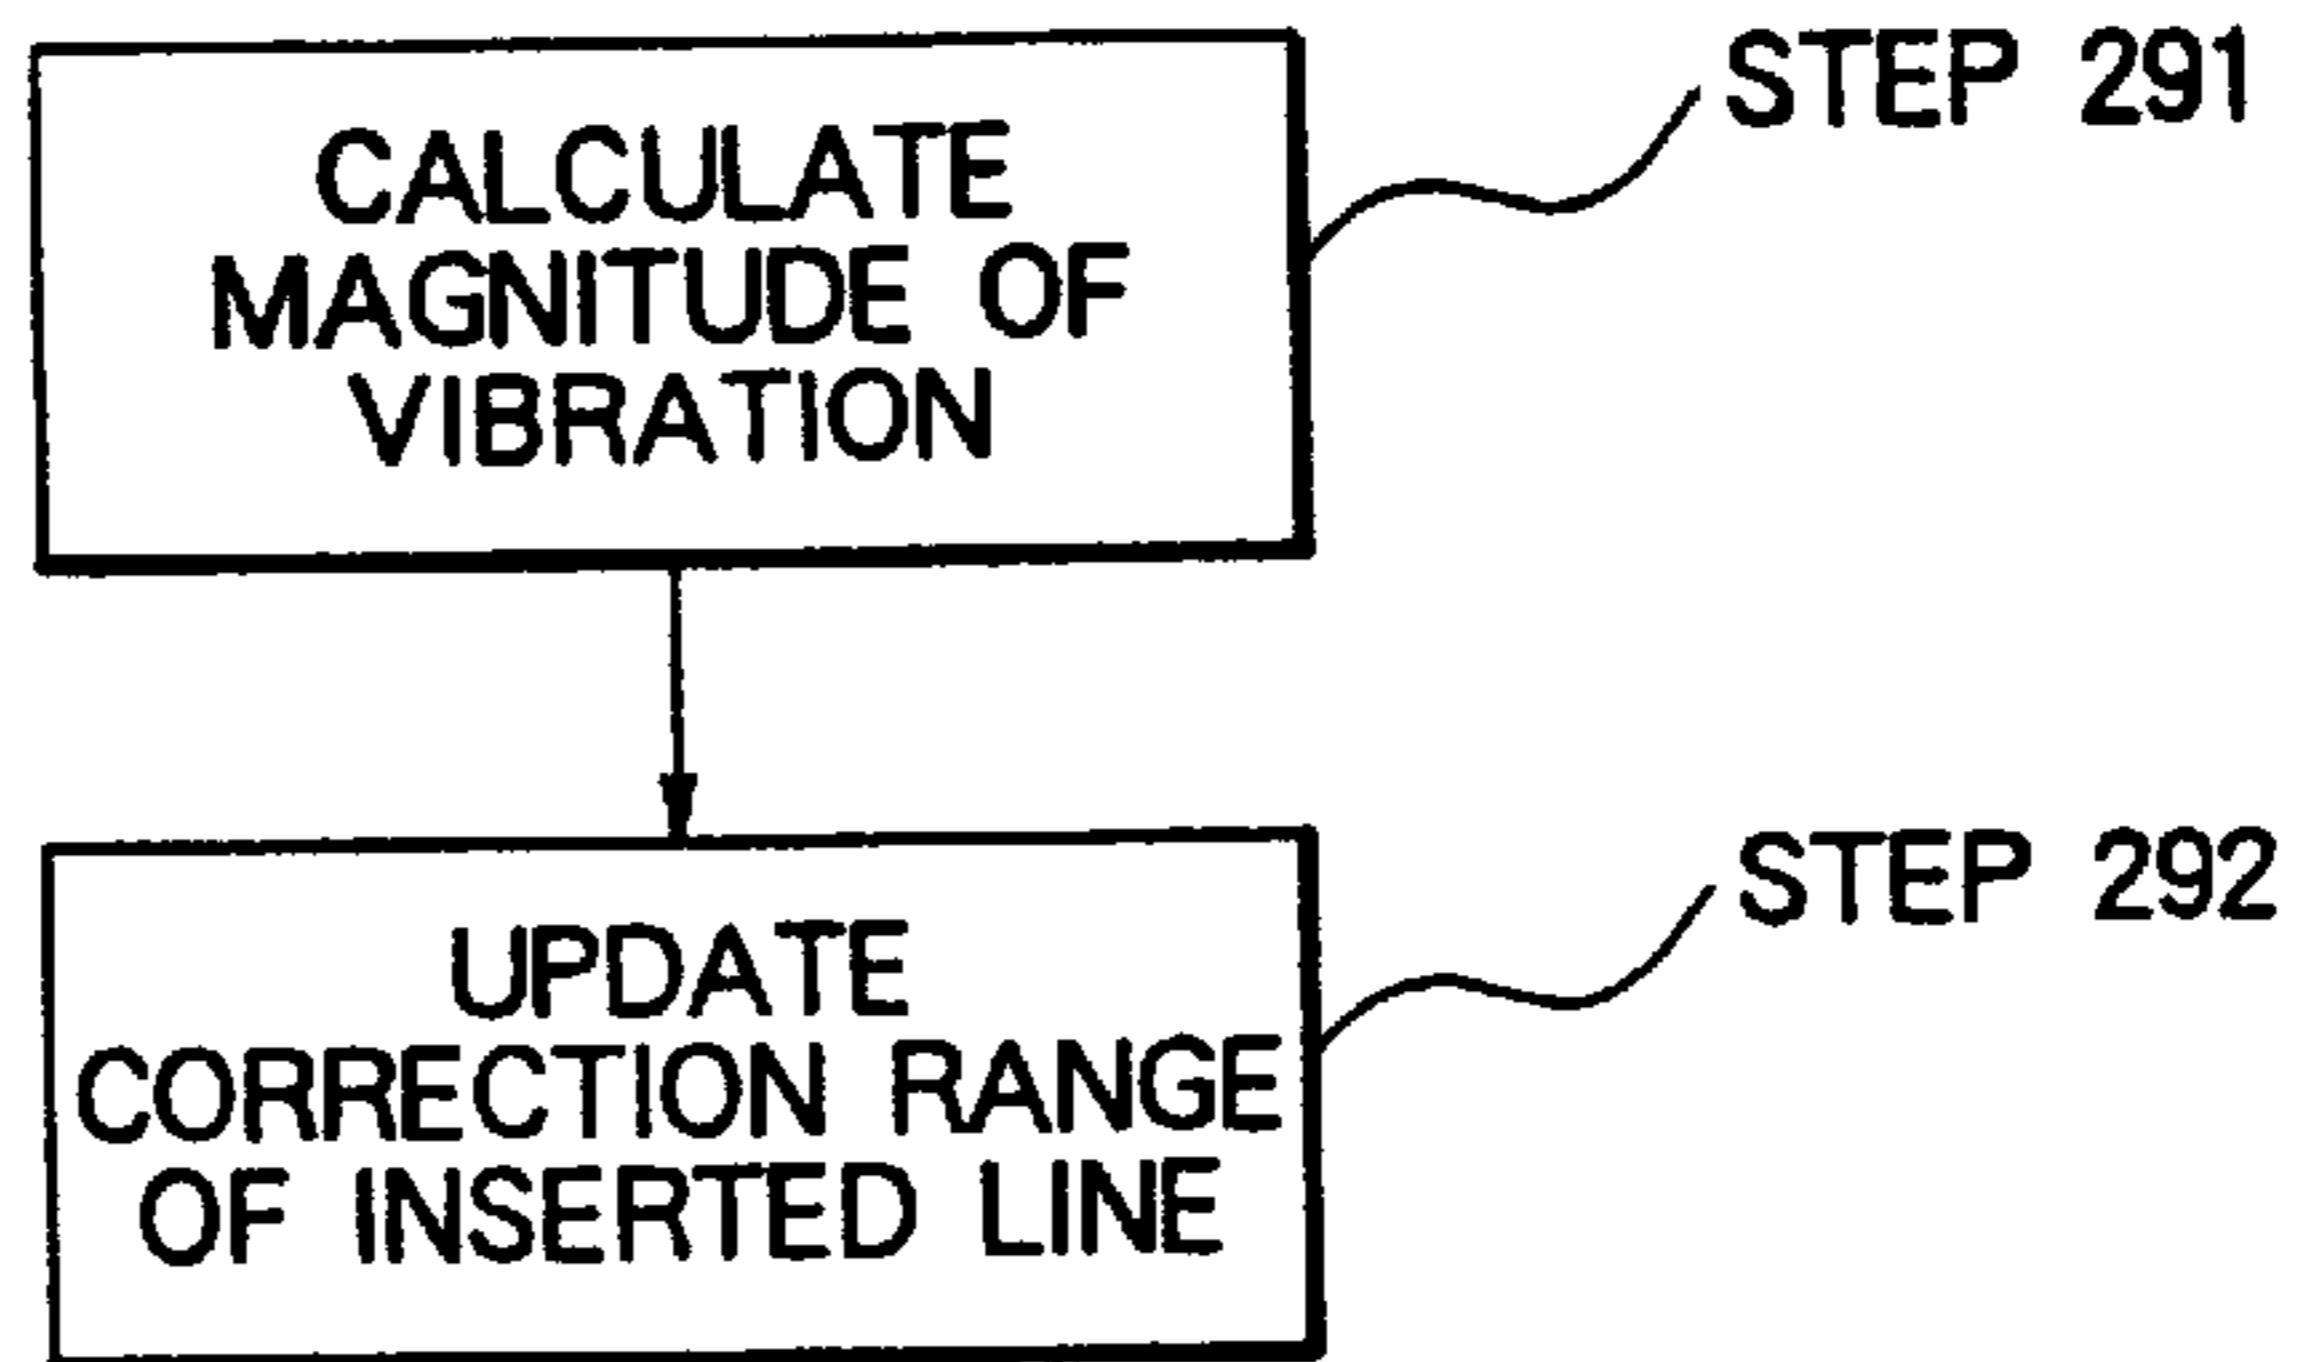 CALCULATE
MAGNITUDE OF
VIBRATION
STEP 291
UPDATE
CORRECTION RANGE
OF INSERTED LINE
STEP 292